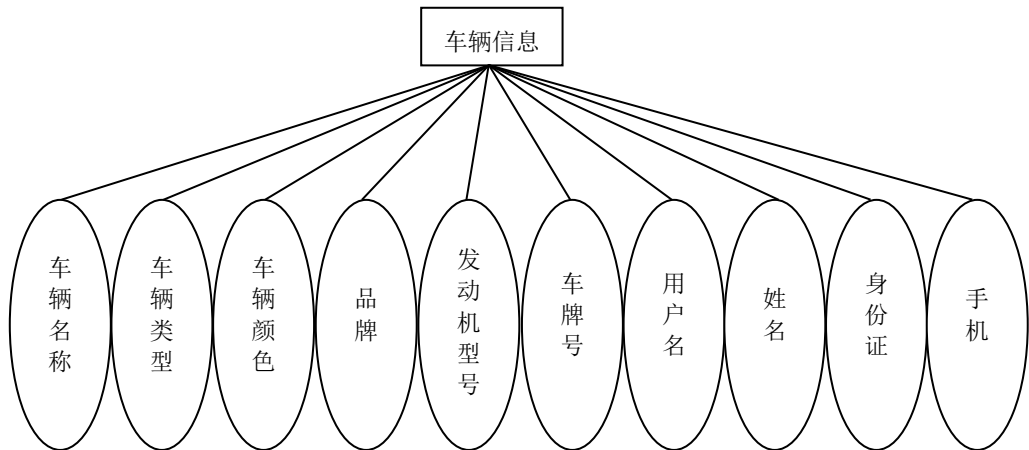 车辆信息
车辆名称
车辆类型
车辆颜色
品牌
发动机型号
车牌号
用户名
姓名
身份证
手机